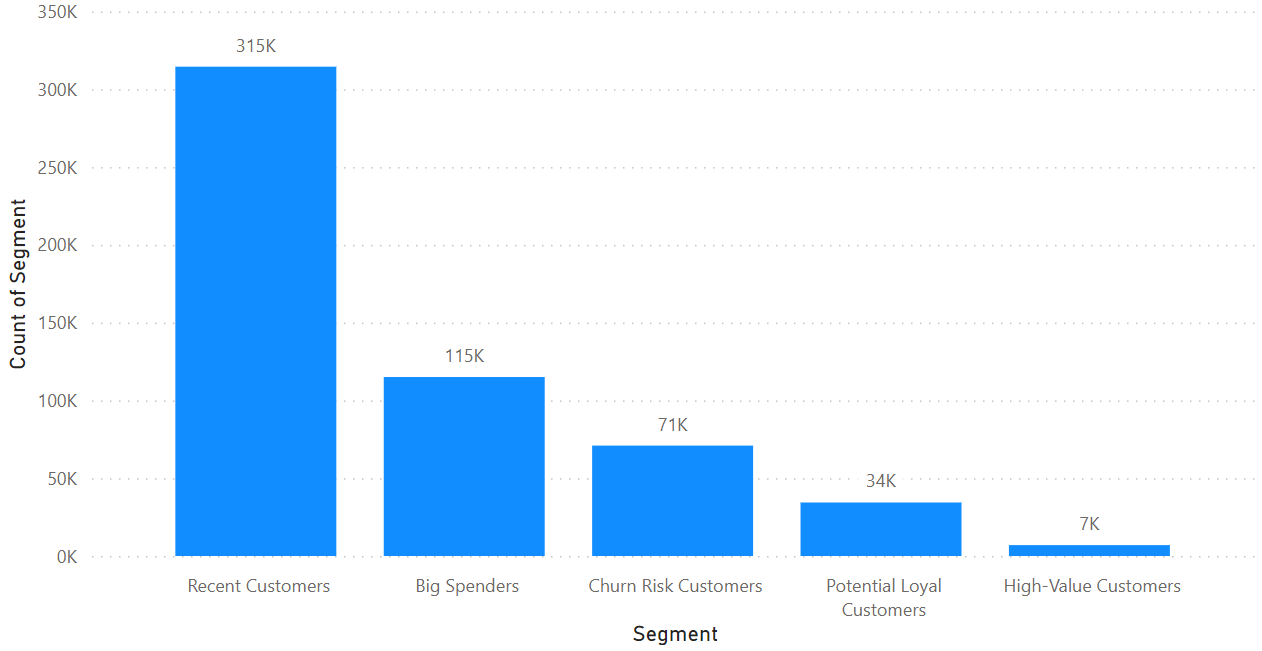 350K
300K
250K
200K
150K
100K
50K
0K
Count of Segment
315K
115K
71K
34K
7K
Recent Customers
Big Spenders
Churn Risk Customers
Potential Loyal
Customers
High-Value Customers
Segment